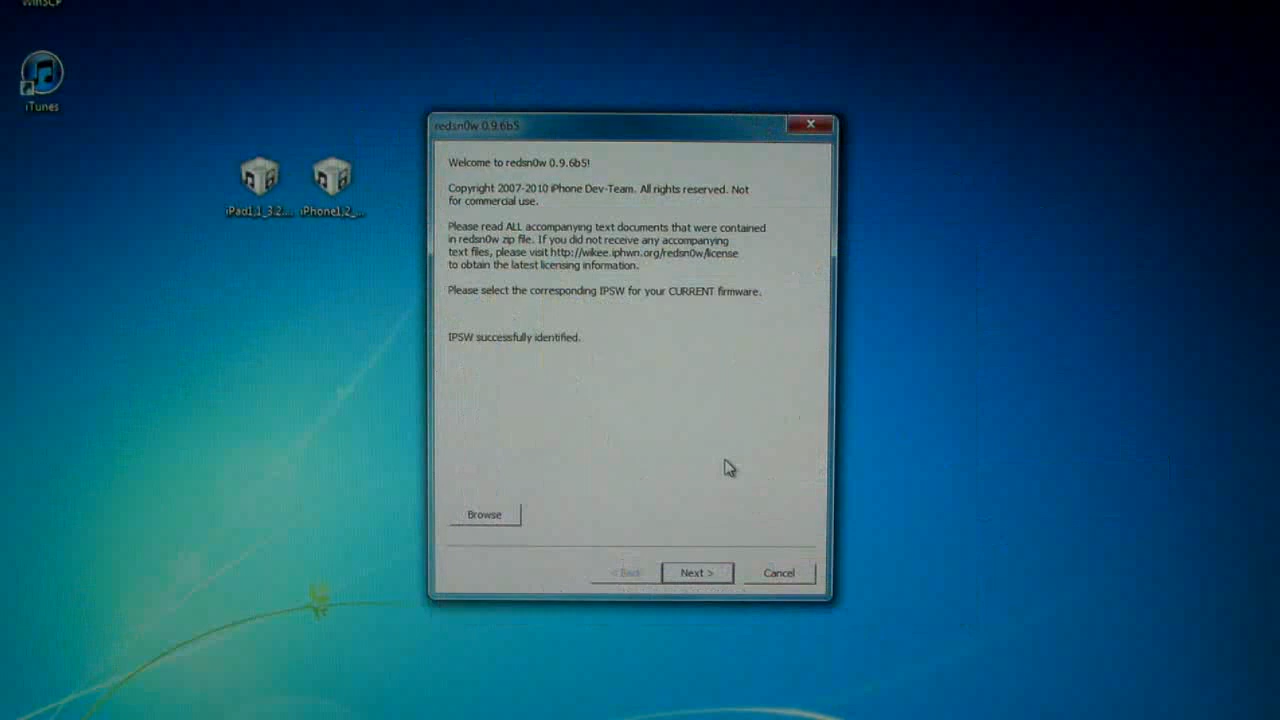 WinSCP
iTunes
iPad1,1_3.2.... iPhone1,2_...
redsn0w 0.9.6b5
Welcome to redsn0w 0.9.6b5!
Copyright 2007-2010 iPhone Dev-Team. All rights reserved. Not
for commercial use.
Please read ALL accompanying text documents that were contained
in redsn0w zip file. If you did not receive any accompanying
text files, please visit http://wikee.iphwn.org/redsn0w/license
to obtain the latest licensing information.
Please select the corresponding IPSW for your CURRENT firmware.
IPSW successfully identified.
Browse
< Back Next > Cancel